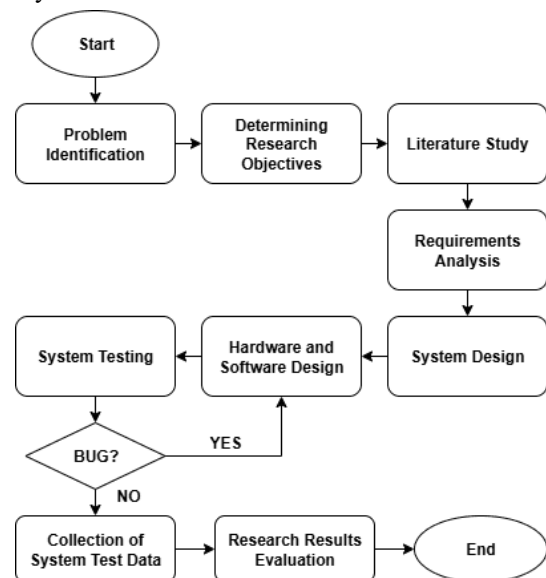 Start
Problem
Identification
Determining
Research
Objectives
Literature Study
Requirements
Analysis
System Design
Hardware and
Software Design
System Testing
BUG?
YES
NO
Collection of
System Test Data
Research Results
Evaluation
End